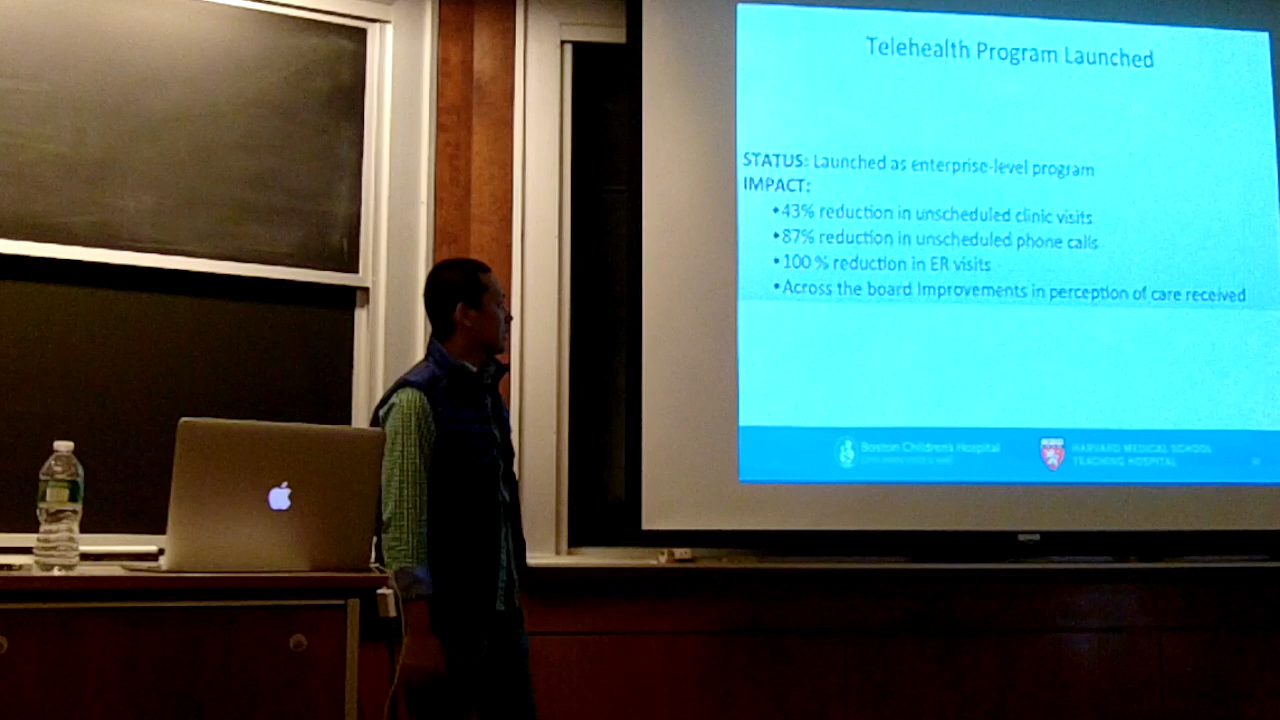 Telehealth Program Launched
STATUS: Launched as enterprise-level program
IMPACT:
•43% reduction in unscheduled clinic visits
•87% reduction in unscheduled phone calls
•100 % reduction in ER visits
•Across the board Improvements in perception of care received
Boston Children's Hospital
HARVARD MEDICAL SCHOOL
TEACHING HOSPITAL